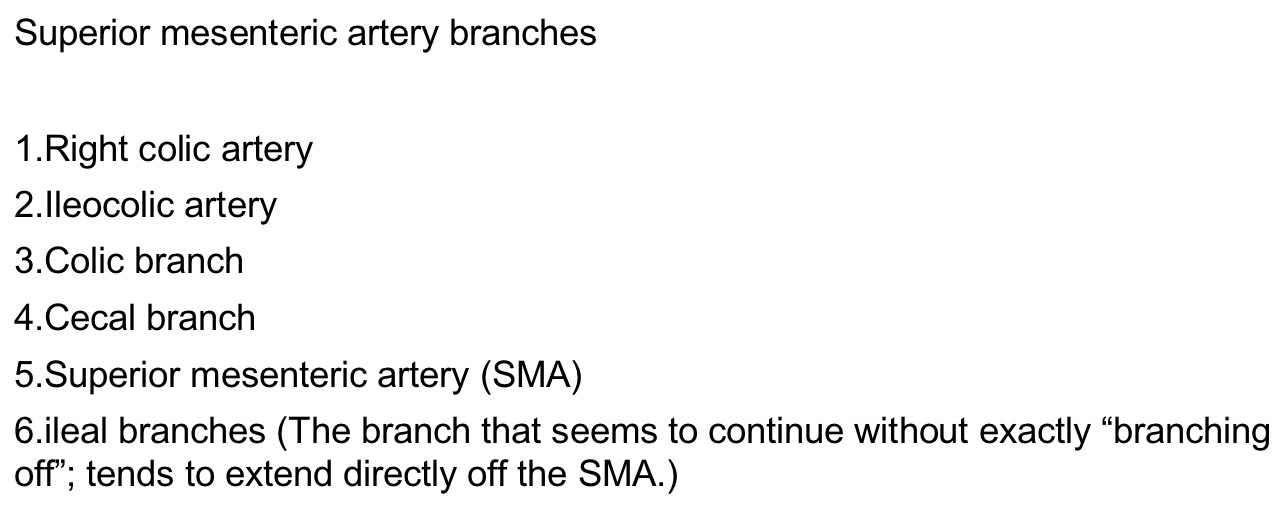 Superior mesenteric artery branches
1.Right colic artery
2.Ileocolic artery
3.Colic branch
4.Cecal branch
5.Superior mesenteric artery (SMA)
6.ileal branches (The branch that seems to continue without exactly “branching
off”; tends to extend directly off the SMA.)